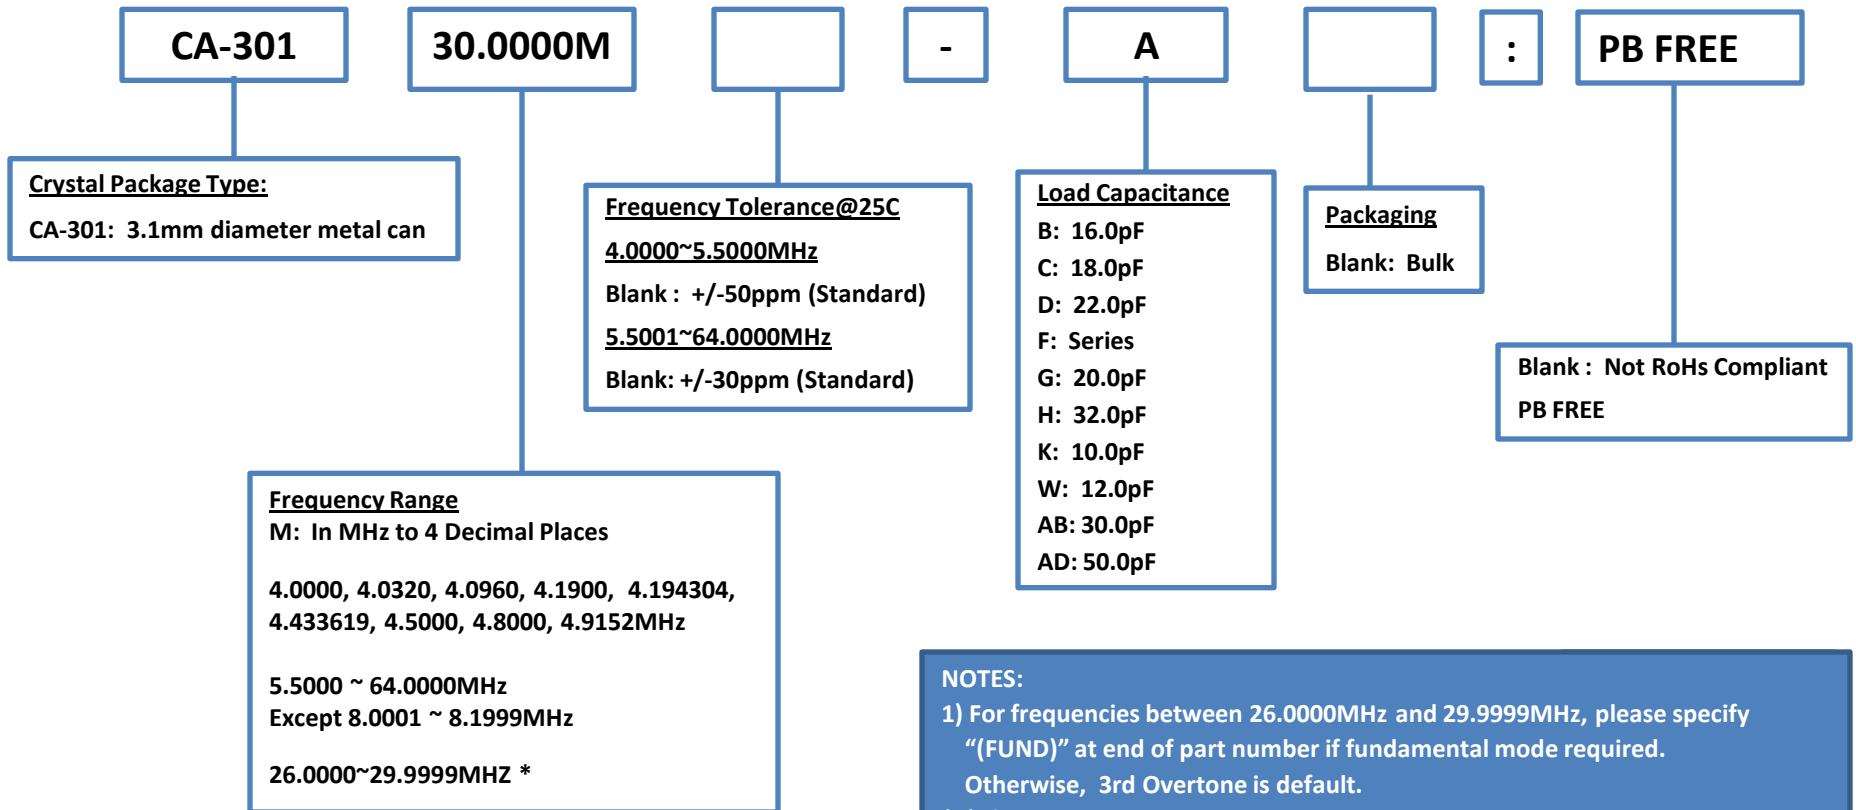 CA-301
30.0000M
-
A
:
PB FREE
Crystal Package Type:
CA-301:  3.1mm diameter metal can
Frequency Tolerance@25C
4.0000~5.5000MHz
Blank :  +/-50ppm (Standard)
5.5001~64.0000MHz
Blank: +/-30ppm (Standard)
Load Capacitance
B:  16.0pF
C:  18.0pF
D:  22.0pF
F:  Series
G:  20.0pF
H:  32.0pF
K:  10.0pF
W:  12.0pF
AB: 30.0pF
AD: 50.0pF
Packaging
Blank:  Bulk
Blank :  Not RoHs Compliant
PB FREE
Frequency Range
M:  In MHz to 4 Decimal Places
4.0000, 4.0320, 4.0960, 4.1900,  4.194304,
4.433619, 4.5000, 4.8000, 4.9152MHz
5.5000 ~ 64.0000MHz
Except 8.0001 ~ 8.1999MHz
26.0000~29.9999MHZ *
NOTES:
1) For frequencies between 26.0000MHz and 29.9999MHz, please specify
“(FUND)” at end of part number if fundamental mode required.
Otherwise,  3rd Overtone is default.